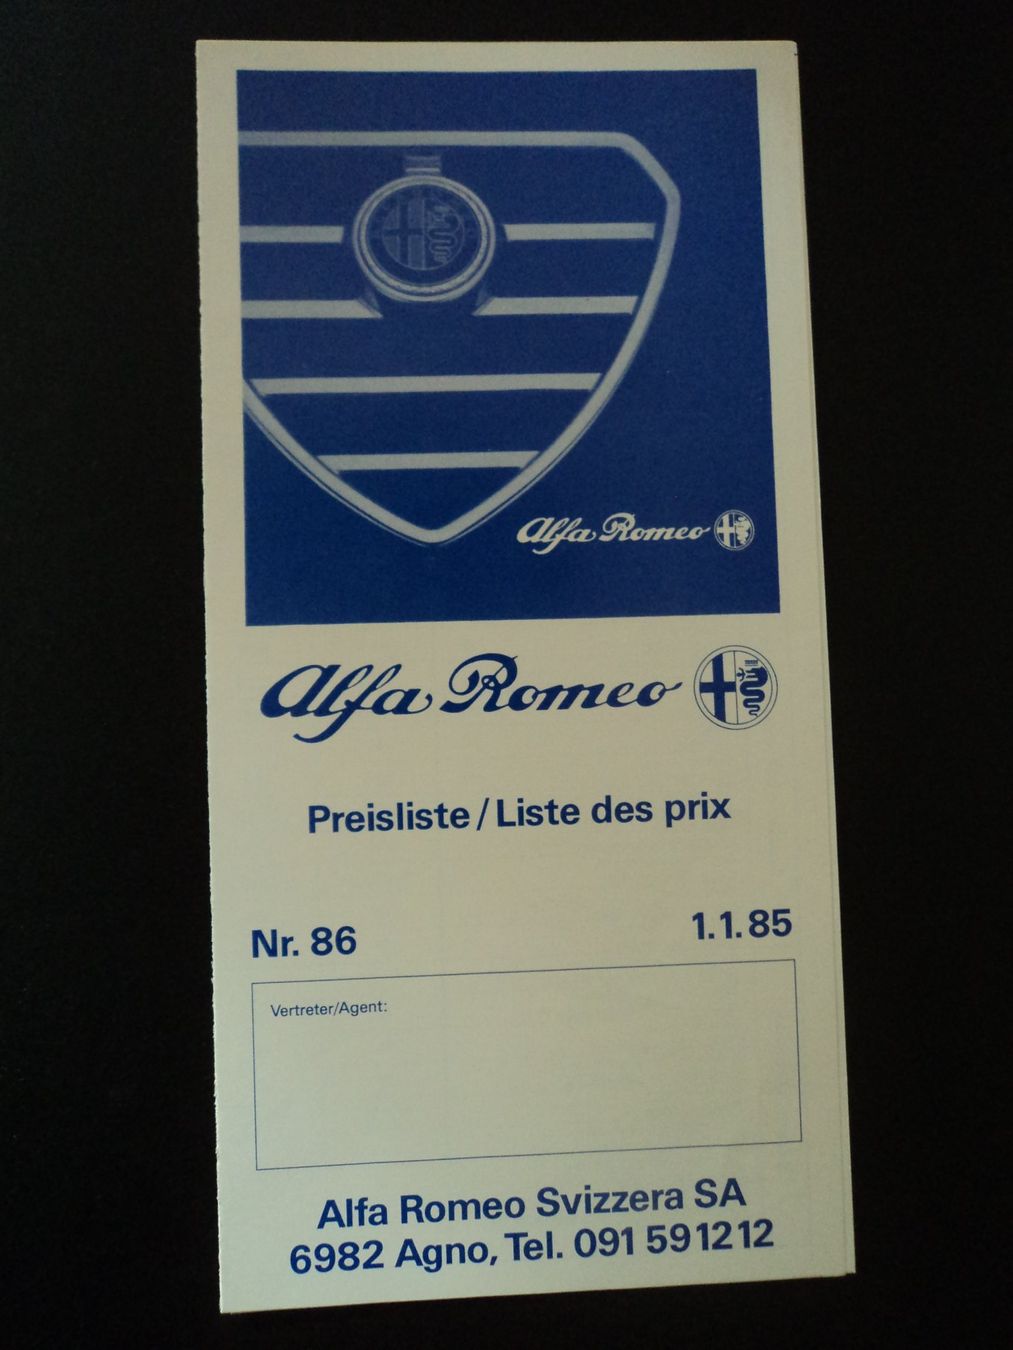 Alfa Romeo
Alfa Romeo
Preisliste / Liste des prix
Nr. 86
1.1.85
Vertreter/Agent:
Alfa Romeo Svizzera SA
6982 Agno, Tel. 091 591212